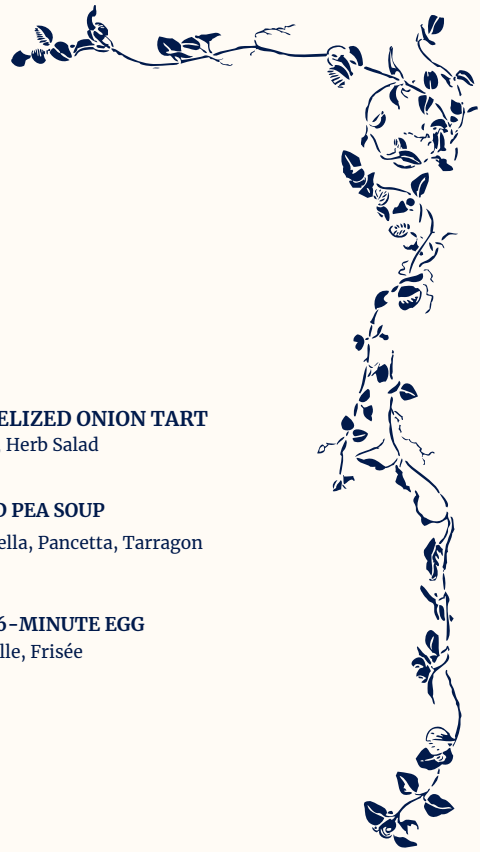 ELIZED ONION TART
Herb Salad
PEA SOUP
ella, Pancetta, Tarragon
6-MINUTE EGG
lle, Frisée